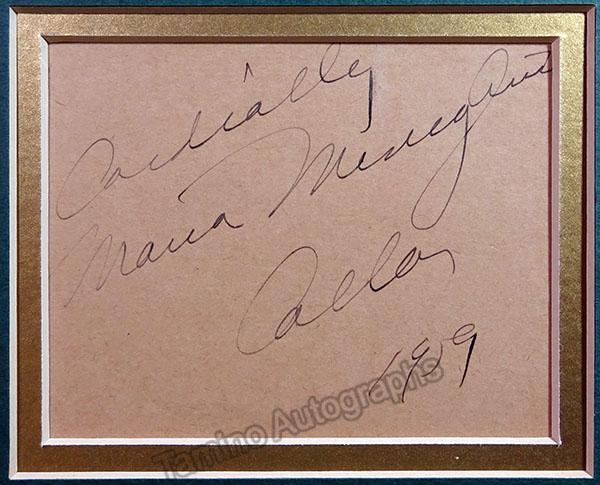 Cordially
Maria Meneghini
Callas
1959
Tamino Autographs